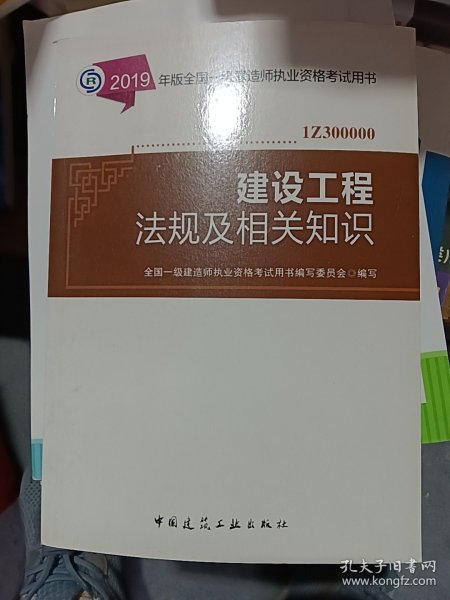 2019 年版全国一级建造师执业资格考试用书
1Z300000
建设工程
法规及相关知识
全国一级建造师执业资格考试用书编写委员会◎编写
中国建筑工业出版社
孔夫子旧书网
www.kongfz.com